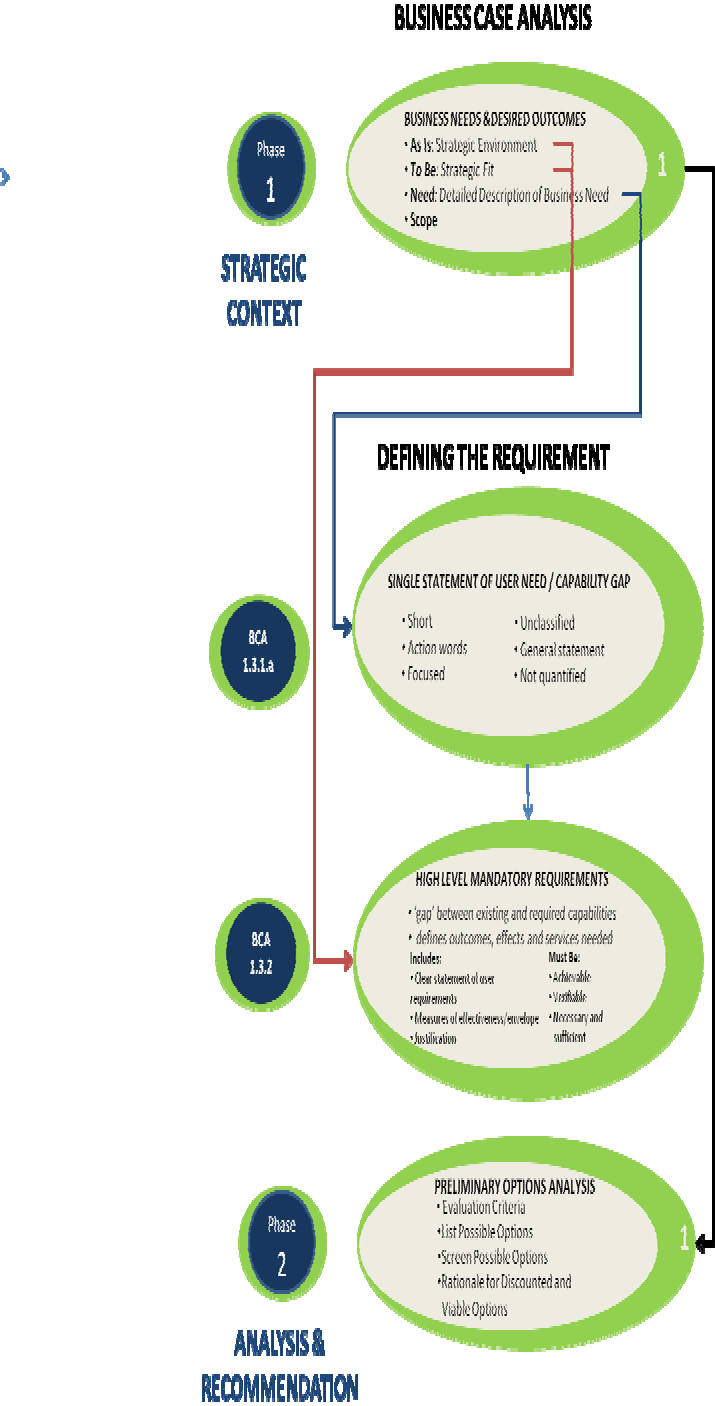 BUSINESS CASE ANALYSIS
Phase
1
STRATEGIC
CONTEXT
BUSINESS NEEDS & DESIRED OUTCOMES
• As Is: Strategic Environment
• To Be: Strategic Fit
• Need: Detailed Description of Business Need
• Scope
1
DEFINING THE REQUIREMENT
BCA
1.3.1.a
SINGLE STATEMENT OF USER NEED / CAPABILITY GAP
• Short
• Action words
• Focused
• Unclassified
• General statement
• Not quantified
BCA
1.3.2
HIGH LEVEL MANDATORY REQUIREMENTS
• 'gap' between existing and required capabilities
• defines outcomes, effects and services needed
Includes:
• Clear statement of user
requirements
• Measures of effectiveness/envelope
• Justification
Must Be:
• Achievable
• Verifiable
• Necessary and
sufficient
Phase
2
ANALYSIS &
RECOMMENDATION
PRELIMINARY OPTIONS ANALYSIS
• Evaluation Criteria
• List Possible Options
• Screen Possible Options
• Rationale for Discounted and
Viable Options
1